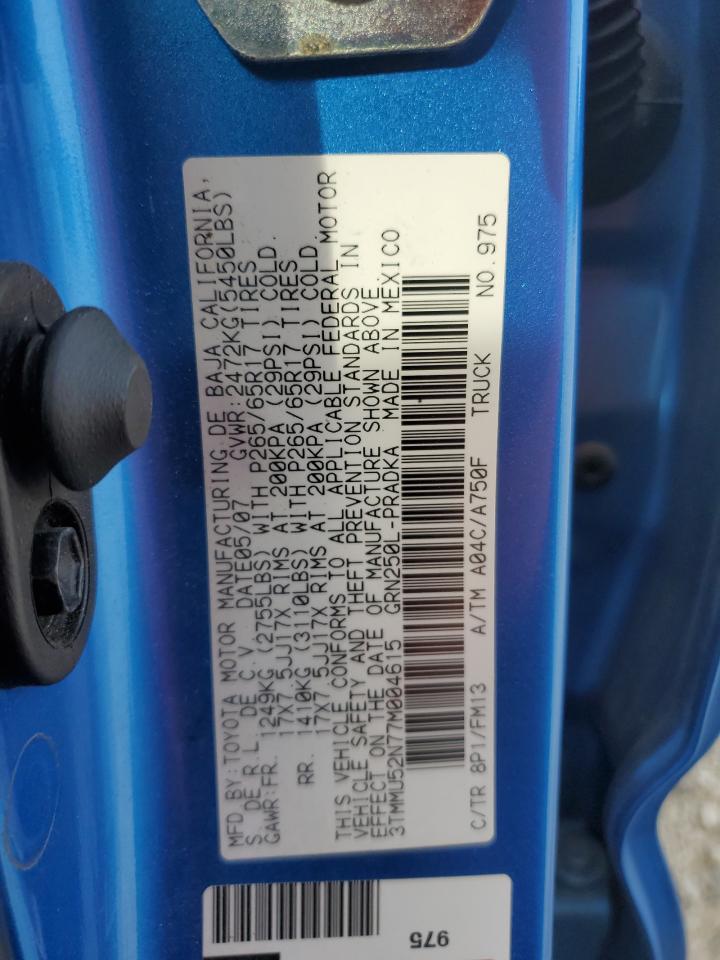 MFD BY:TOYOTA MOTOR MANUFACTURING DE BAJA CALIFORNIA,
S. DE R.L. DE C.V DATE05/07 GVWR:2472KG(5450LBS)
GAWR:FR. 1249KG (2755LBS) WITH P265/65R17 TIRES
17X7.5JJ17X RIMS AT 200KPA (29PSI) COLD
RR. 1410KG (3110LBS) WITH P265/65R17 TIRES
17X7.5JJ17X RIMS AT 200KPA (29PSI) COLD
THIS VEHICLE CONFORMS TO ALL APPLICABLE FEDERAL MOTOR
VEHICLE SAFETY AND THEFT PREVENTION STANDARDS IN
EFFECT ON THE DATE OF MANUFACTURE SHOWN ABOVE.
3TMMU52N77M004615 GRN250L-PRADKA MADE IN MEXICO
C/TR 8P1/FM13 A/TM A04C/A750F TRUCK NO.975
975